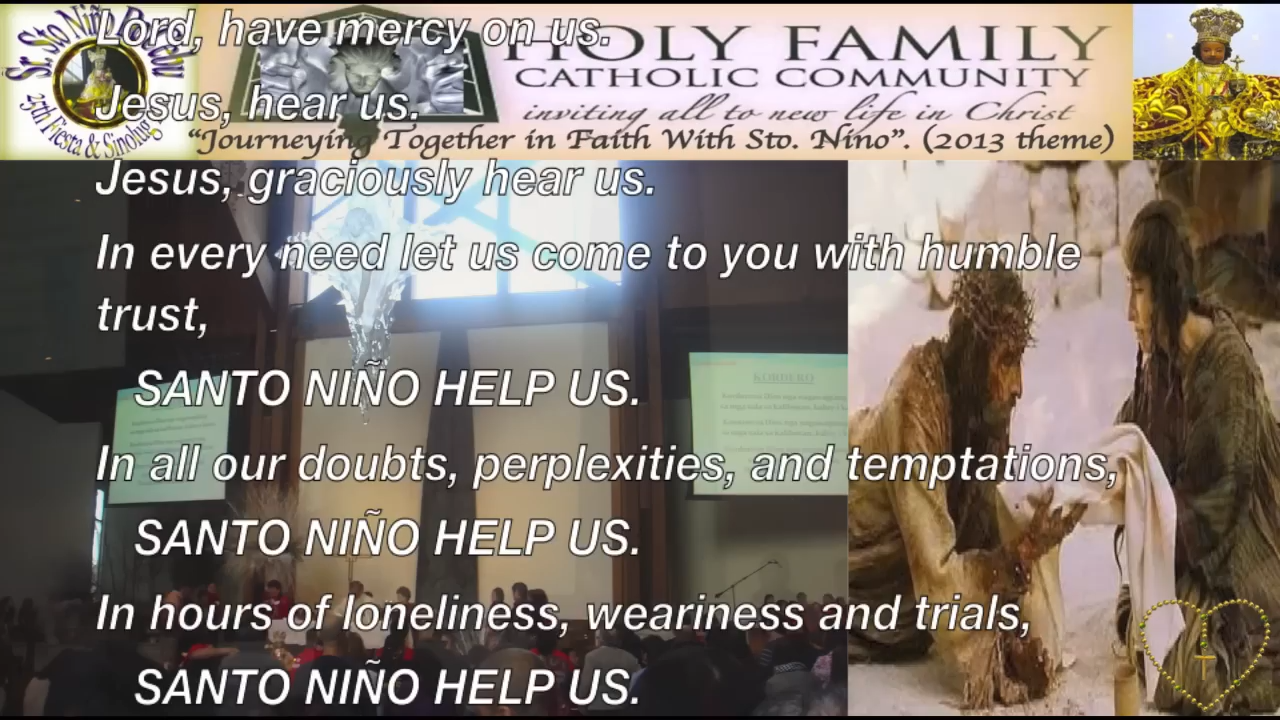 Lord, have mercy on us.
HOLY FAMILY
CATHOLIC COMMUNITY
Jesus, hear us.
inviting all to new life in Christ
25th Fiesta & Sinulog
"Journeying Together in Faith With Sto. Nino". (2013 theme)
Jesus, graciously hear us.
In every need let us come to you with humble
trust,
SANTO NIÑO HELP US.
KORDERO
In all our doubts, perplexities, and temptations,
SANTO NIÑO HELP US.
In hours of loneliness, weariness and trials,
SANTO NIÑO HELP US.